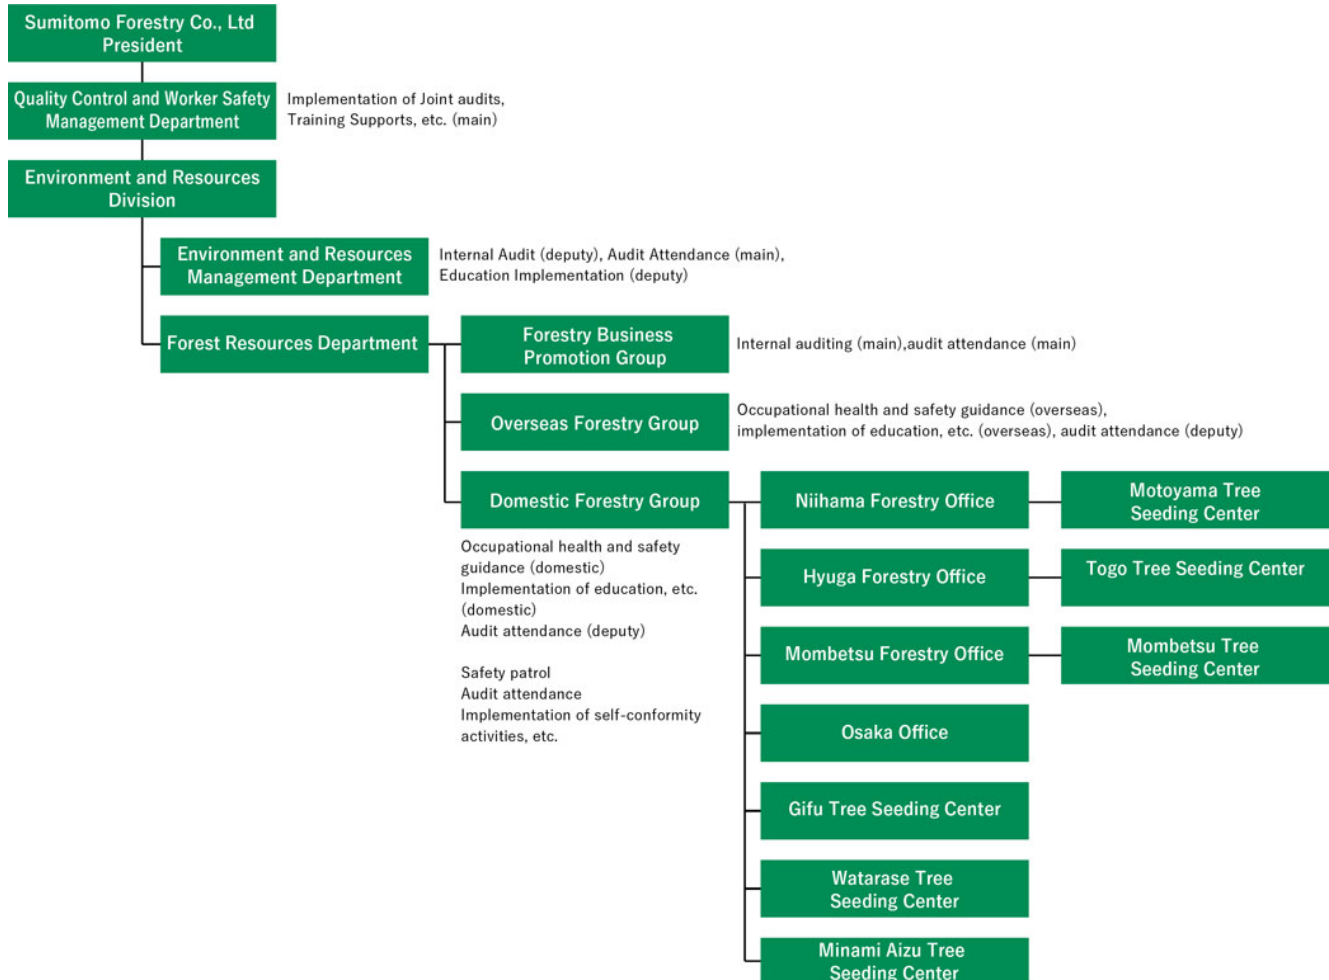 Sumitomo Forestry Co., Ltd
President
Quality Control and Worker Safety
Management Department
Implementation of Joint audits,
Training Supports, etc. (main)
Environment and Resources
Division
Environment and Resources
Management Department
Internal Audit (deputy), Audit Attendance (main),
Education Implementation (deputy)
Forest Resources Department
Forestry Business
Promotion Group
Internal auditing (main),audit attendance (main)
Overseas Forestry Group
Occupational health and safety guidance (overseas),
implementation of education, etc. (overseas), audit attendance (deputy)
Domestic Forestry Group
Occupational health and safety
guidance (domestic)
Implementation of education, etc.
(domestic)
Audit attendance (deputy)
Safety patrol
Audit attendance
Implementation of self-conformity
activities, etc.
Niihama Forestry Office
Motoyama Tree
Seeding Center
Hyuga Forestry Office
Togo Tree Seeding Center
Mombetsu Forestry Office
Mombetsu Tree
Seeding Center
Osaka Office
Gifu Tree Seeding Center
Watarase Tree
Seeding Center
Minami Aizu Tree
Seeding Center